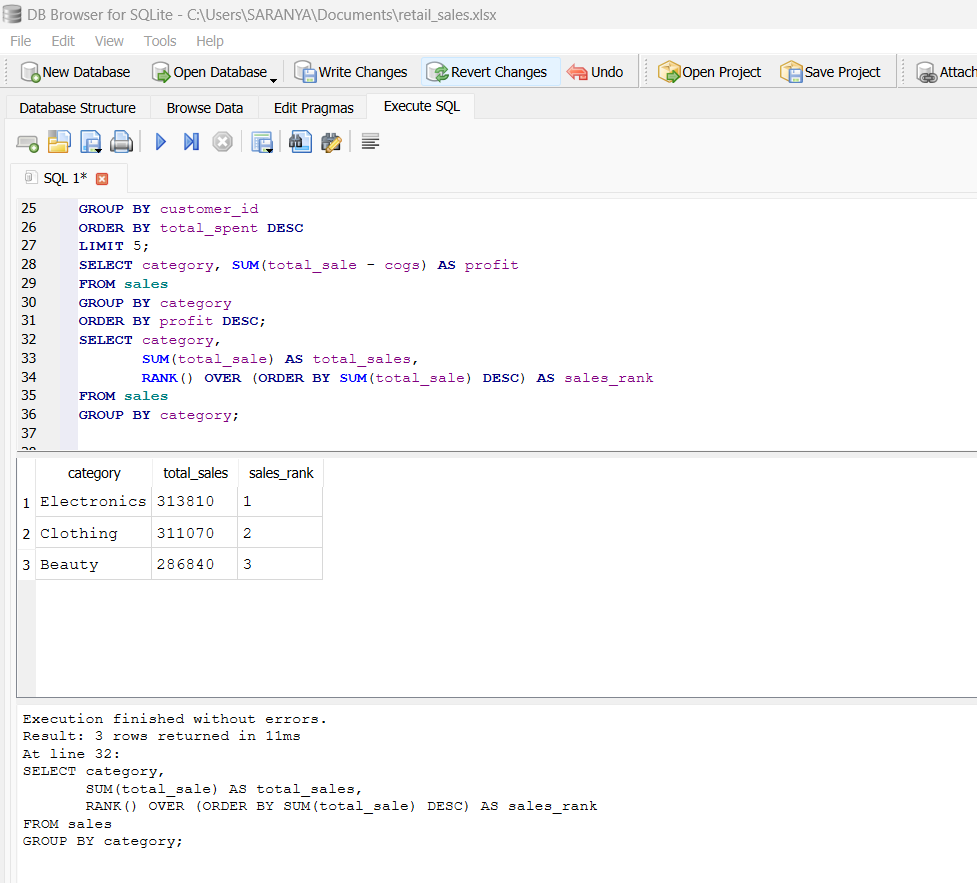 DB Browser for SQLite - C:\Users\SARANYA\Documents\retail_sales.xlsx
File Edit View Tools Help
New Database Open Database Write Changes Revert Changes Undo Open Project Save Project Attach
Database Structure Browse Data Edit Pragmas Execute SQL
SQL 1*
25 GROUP BY customer_id
26 ORDER BY total_spent DESC
27 LIMIT 5;
28 SELECT category, SUM(total_sale - cogs) AS profit
29 FROM sales
30 GROUP BY category
31 ORDER BY profit DESC;
32 SELECT category,
33 SUM(total_sale) AS total_sales,
34 RANK() OVER (ORDER BY SUM(total_sale) DESC) AS sales_rank
35 FROM sales
36 GROUP BY category;
37
category total_sales sales_rank
1 Electronics 313810 1
2 Clothing 311070 2
3 Beauty 286840 3
Execution finished without errors.
Result: 3 rows returned in 11ms
At line 32:
SELECT category,
SUM(total_sale) AS total_sales,
RANK() OVER (ORDER BY SUM(total_sale) DESC) AS sales_rank
FROM sales
GROUP BY category;